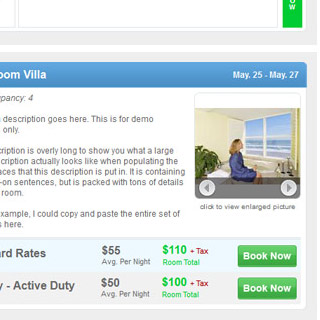 OW
oom Villa May. 25 - May. 27
upancy: 4
description goes here. This is for demo
only.
cription is overly long to show you what a large
cription actually looks like when populating the
aces that this description is put in. It is containing
-on sentences, but is packed with tons of details
room.
xample, I could copy and paste the entire set of
s here.
click to view enlarged picture
ard Rates $55 $110 + Tax Book Now
Avg. Per Night Room Total
y - Active Duty $50 $100 + Tax Book Now
Avg. Per Night Room Total